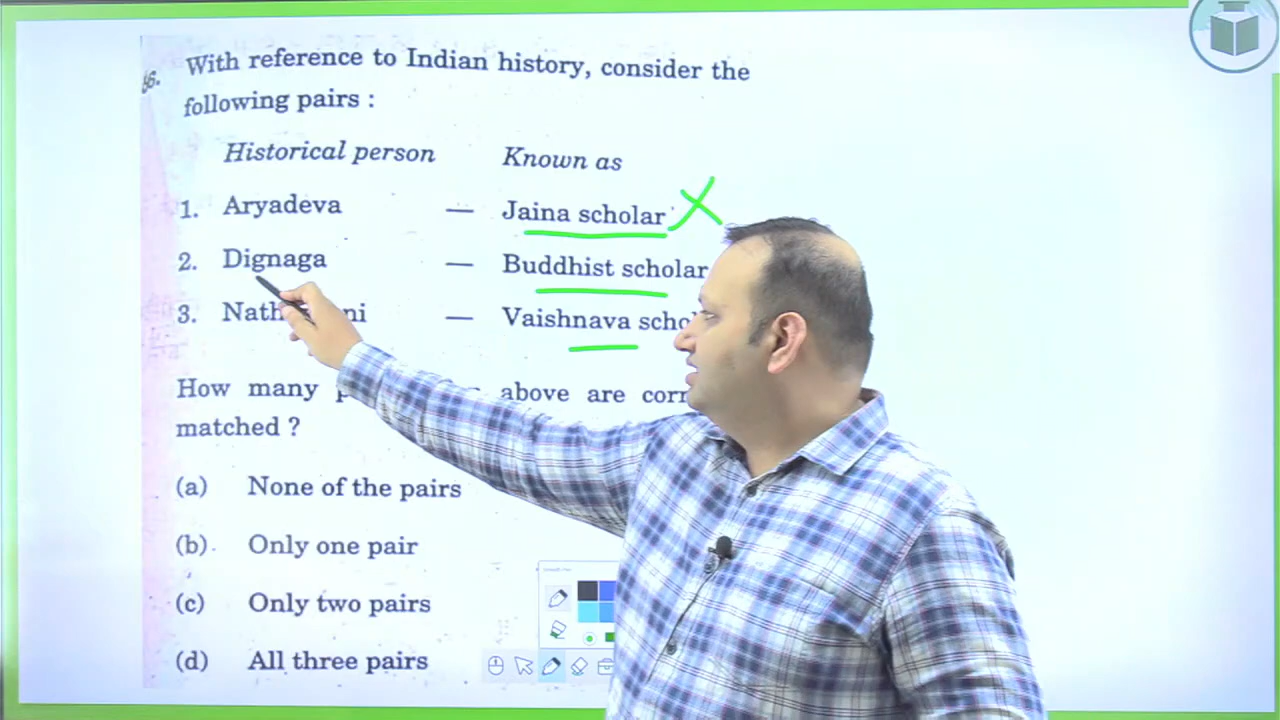 With reference to Indian history, consider the
following pairs :
Historical person — Known as
1. Aryadeva — Jaina scholar
2. Dignaga — Buddhist scholar
3. — Vaishnava
How many above are
matched ?
(a) None of the pairs
(b) Only one pair
(c) Only two pairs
(d) All three pairs